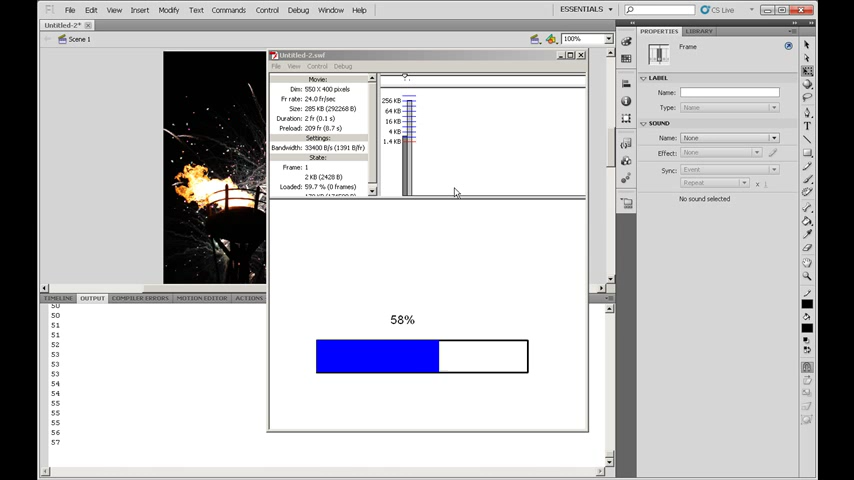 Fl File Edit View Insert Modify Text Commands Control Debug Window Help ESSENTIALS CS Live
Untitled-2*
Scene 1
100%
Untitled-2.swf
File View Control Debug
Movie:
Dim: 550 X 400 pixels
Fr rate: 24.0 fr/sec
Size: 285 KB (292268 B)
Duration: 2 fr (0.1 s)
Preload: 209 fr (8.7 s)
Settings:
Bandwidth: 33400 B/s (1391 B/fr)
State:
Frame: 1
2 KB (2428 B)
Loaded: 59.7 % (0 frames)
256 KB
64 KB
16 KB
4 KB
1.4 KB
58%
TIMELINE OUTPUT COMPILER ERRORS MOTION EDITOR ACTIONS
50
50
51
51
52
53
53
54
54
55
55
56
57
PROPERTIES LIBRARY
Frame
LABEL
Name:
Type: Name
SOUND
Name: None
Effect: None
Sync: Event
Repeat x 1
No sound selected